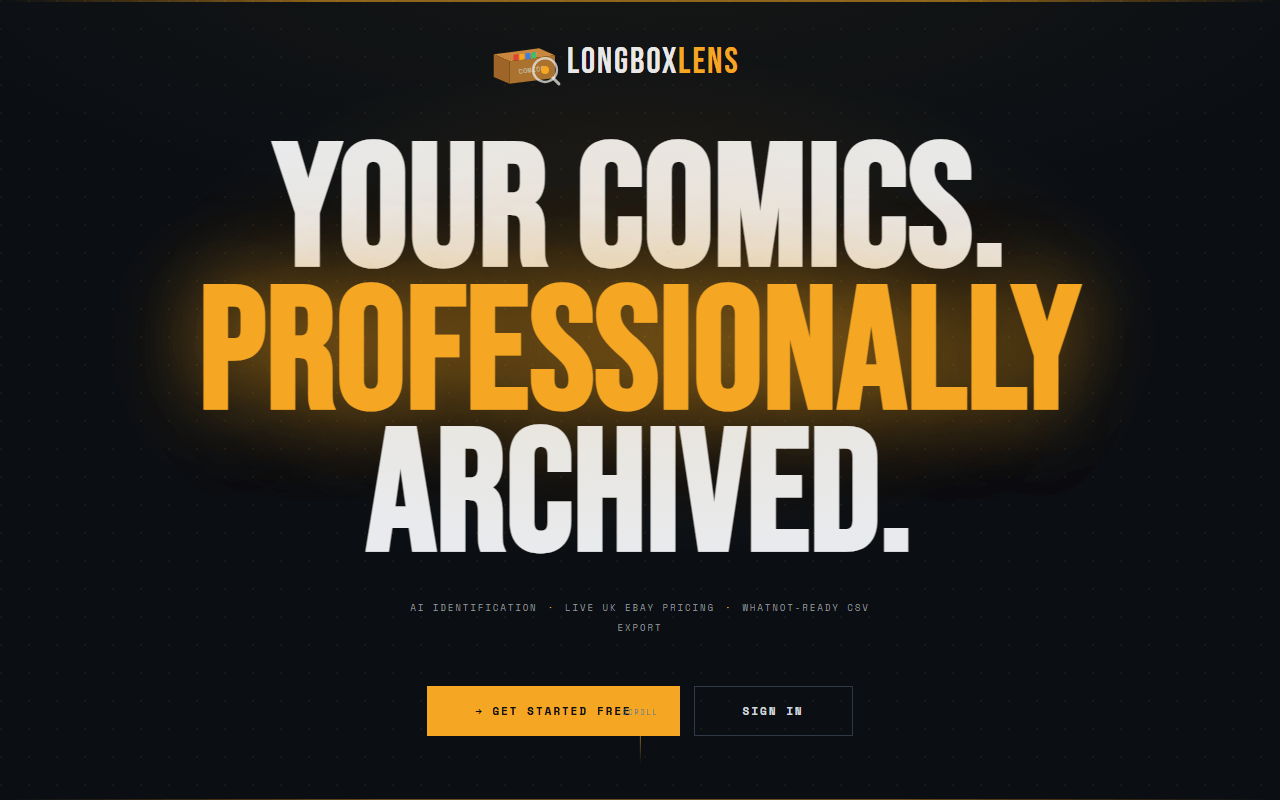 LONGBOXLENS
YOUR COMICS.
PROFESSIONALLY
ARCHIVED.
AI IDENTIFICATION · LIVE UK EBAY PRICING · WHATNOT-READY CSV
EXPORT
→ GET STARTED FREE
SCROLL
SIGN IN